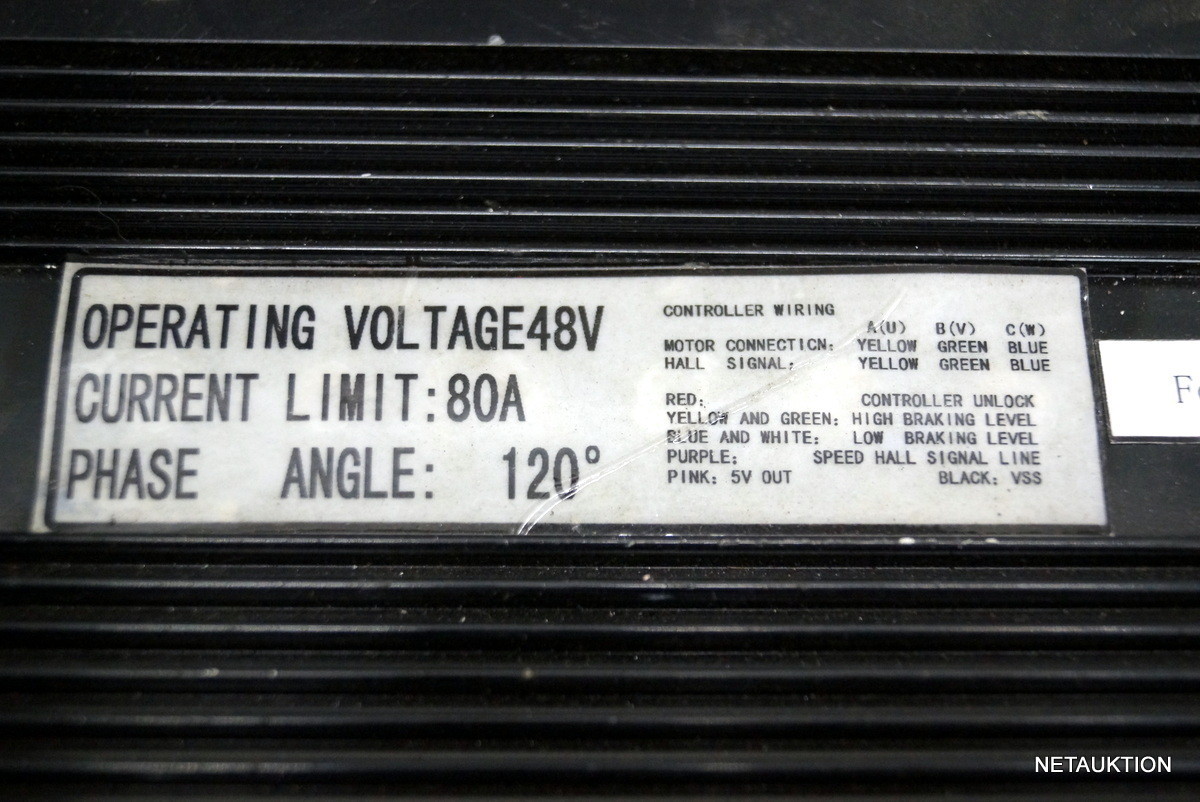 OPERATING VOLTAGE48V
CURRENT LIMIT:80A
PHASE ANGLE: 120°
CONTROLLER WIRING
A(U) B(V) C(W)
MOTOR CONNECTION: YELLOW GREEN BLUE
HALL SIGNAL: YELLOW GREEN BLUE
RED: CONTROLLER UNLOCK
YELLOW AND GREEN: HIGH BRAKING LEVEL
BLUE AND WHITE: LOW BRAKING LEVEL
PURPLE: SPEED HALL SIGNAL LINE
PINK: 5V OUT BLACK: VSS
NETAUKTION